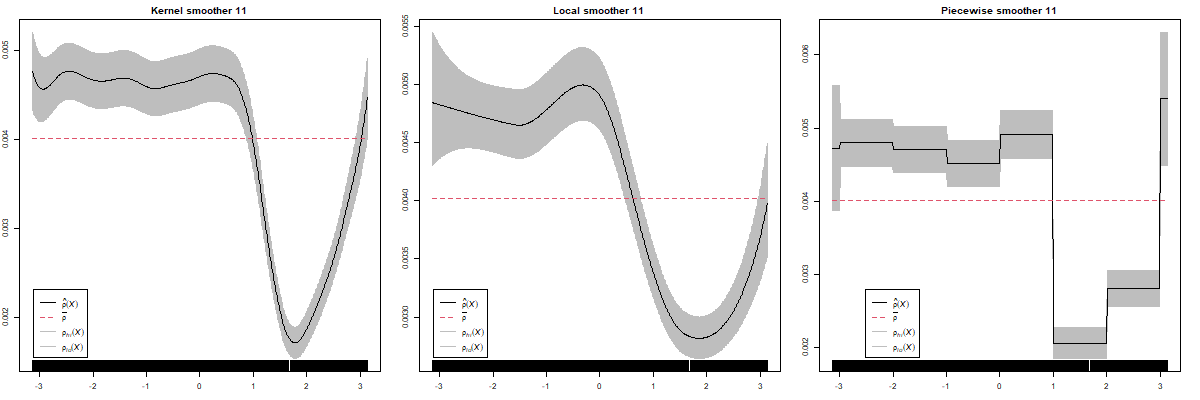 Kernel smoother 11
0.005
0.004
0.003
0.002
ρ̂(X)
ρ̅
ρhi(X)
ρlo(X)
-3 -2 -1 0 1 2 3
Local smoother 11
0.0055
0.0050
0.0045
0.0040
0.0035
0.0030
ρ̂(X)
ρ̅
ρhi(X)
ρlo(X)
-3 -2 -1 0 1 2 3
Piecewise smoother 11
0.006
0.005
0.004
0.003
0.002
ρ̂(X)
ρ̅
ρhi(X)
ρlo(X)
-3 -2 -1 0 1 2 3